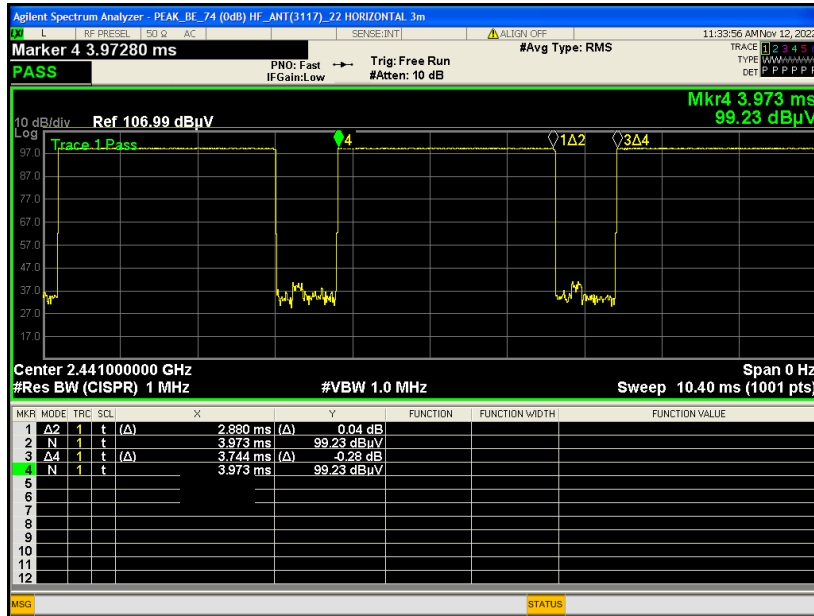 Agilent Spectrum Analyzer - PEAK_BE_74 (0dB) HF_ANT(3117)_22 HORIZONTAL 3m
LXI L RF PRESEL 50 Ω AC SENSE:INT ALIGN OFF 11:33:56 AM Nov 12, 202
Marker 4 3.97280 ms
PASS
PNO: Fast
IFGain:Low
Trig: Free Run
#Atten: 10 dB
#Avg Type: RMS
TRACE 1 2 3 4 5
TYPE
DET P P P P P
Mkr4 3.973 ms
99.23 dBµV
10 dB/div Ref 106.99 dBµV
Log
Trace 1 Pass
4 1Δ2 3Δ4
97.0
87.0
77.0
67.0
57.0
47.0
37.0
27.0
17.0
Center 2.441000000 GHz Span 0 Hz
#Res BW (CISPR) 1 MHz #VBW 1.0 MHz Sweep 10.40 ms (1001 pts)
MKR MODE TRC SCL X Y FUNCTION FUNCTION WIDTH FUNCTION VALUE
1 Δ2 1 t (Δ) 2.880 ms (Δ) 0.04 dB
2 N 1 t 3.973 ms 99.23 dBµV
3 Δ4 1 t (Δ) 3.744 ms (Δ) -0.28 dB
4 N 1 t 3.973 ms 99.23 dBµV
5
6
7
8
9
10
11
12
MSG STATUS